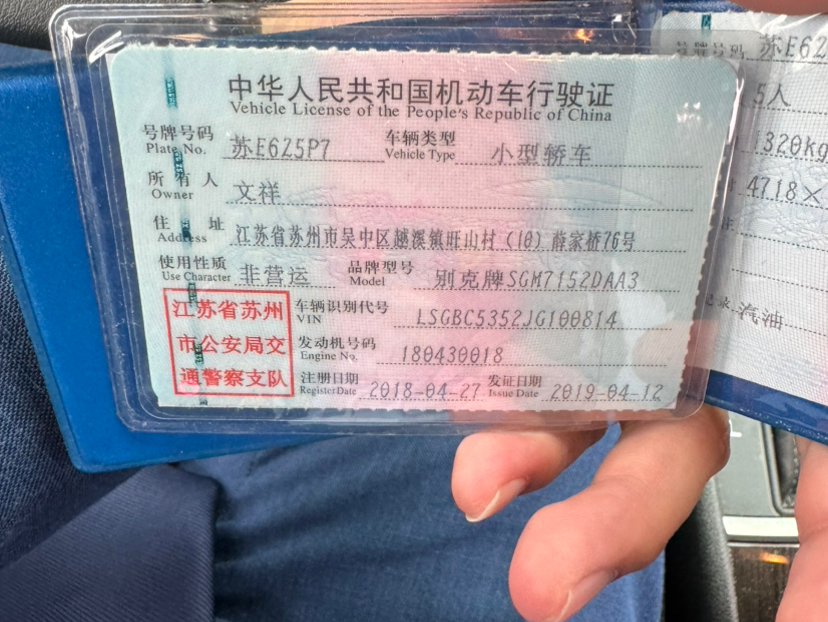 中华人民共和国机动车行驶证
Vehicle License of the People's Republic of China
号牌号码 苏E6Z5P7 车辆类型 小型轿车
Plate No. Vehicle Type
所有人 文祥
Owner
住址 江苏省苏州市吴中区越溪镇旺山村(10)薛家桥76号
Address
使用性质 非营运 品牌型号 别克牌SGM7152DAA3
Use Character Model
江苏省苏州
市公安局交
通警察支队
车辆识别代号 LSGBC5352JG100814
VIN
发动机号码 180430018
Engine No.
注册日期 2018-04-27 发证日期 2019-04-12
Register Date Issue Date
号牌号码 苏E6Z
5人
1320kg
4718×
汽油